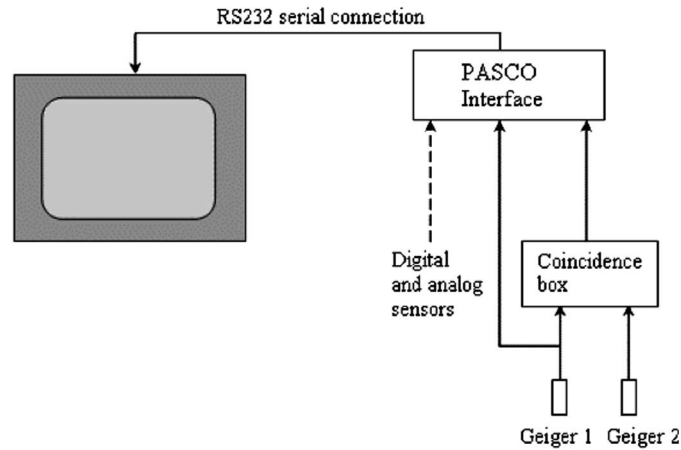 RS232 serial connection
PASCO
Interface
Digital
and analog
sensors
Coincidence
box
Geiger 1
Geiger 2